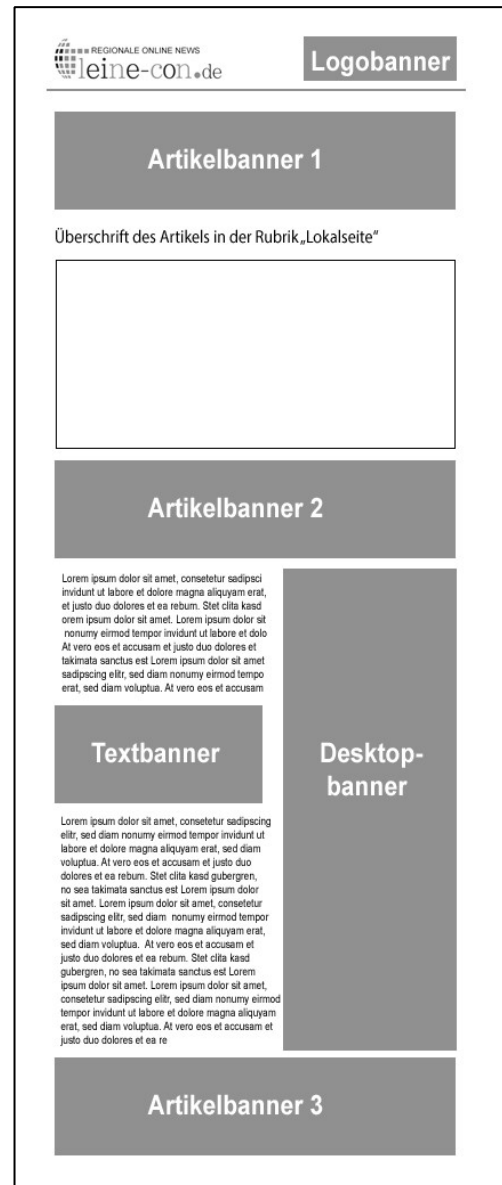 REGIONALE ONLINE NEWS
leine-con.de
Logobanner
Artikelbanner 1
Überschrift des Artikels in der Rubrik „Lokalseite“
Artikelbanner 2
Lorem ipsum dolor sit amet, consetetur sadipsci
invidunt ut labore et dolore magna aliquyam erat,
et justo duo dolores et ea rebum. Stet clita kasd
orem ipsum dolor sit amet. Lorem ipsum dolor sit
nonumy eirmod tempor invidunt ut labore et dolo
At vero eos et accusam et justo duo dolores et
takimata sanctus est Lorem ipsum dolor sit amet
sadipscing elitr, sed diam nonumy eirmod tempo
erat, sed diam voluptua. At vero eos et accusam
Textbanner
Desktop-
banner
Lorem ipsum dolor sit amet, consetetur sadipscing
elitr, sed diam nonumy eirmod tempor invidunt ut
labore et dolore magna aliquyam erat, sed diam
voluptua. At vero eos et accusam et justo duo
dolores et ea rebum. Stet clita kasd gubergren,
no sea takimata sanctus est Lorem ipsum dolor
sit amet. Lorem ipsum dolor sit amet, consetetur
sadipscing elitr, sed diam nonumy eirmod tempor
invidunt ut labore et dolore magna aliquyam erat,
sed diam voluptua. At vero eos et accusam et
justo duo dolores et ea rebum. Stet clita kasd
gubergren, no sea takimata sanctus est Lorem
ipsum dolor sit amet. Lorem ipsum dolor sit amet,
consetetur sadipscing elitr, sed diam nonumy eirmod
tempor invidunt ut labore et dolore magna aliquyam
erat, sed diam voluptua. At vero eos et accusam et
justo duo dolores et ea re
Artikelbanner 3